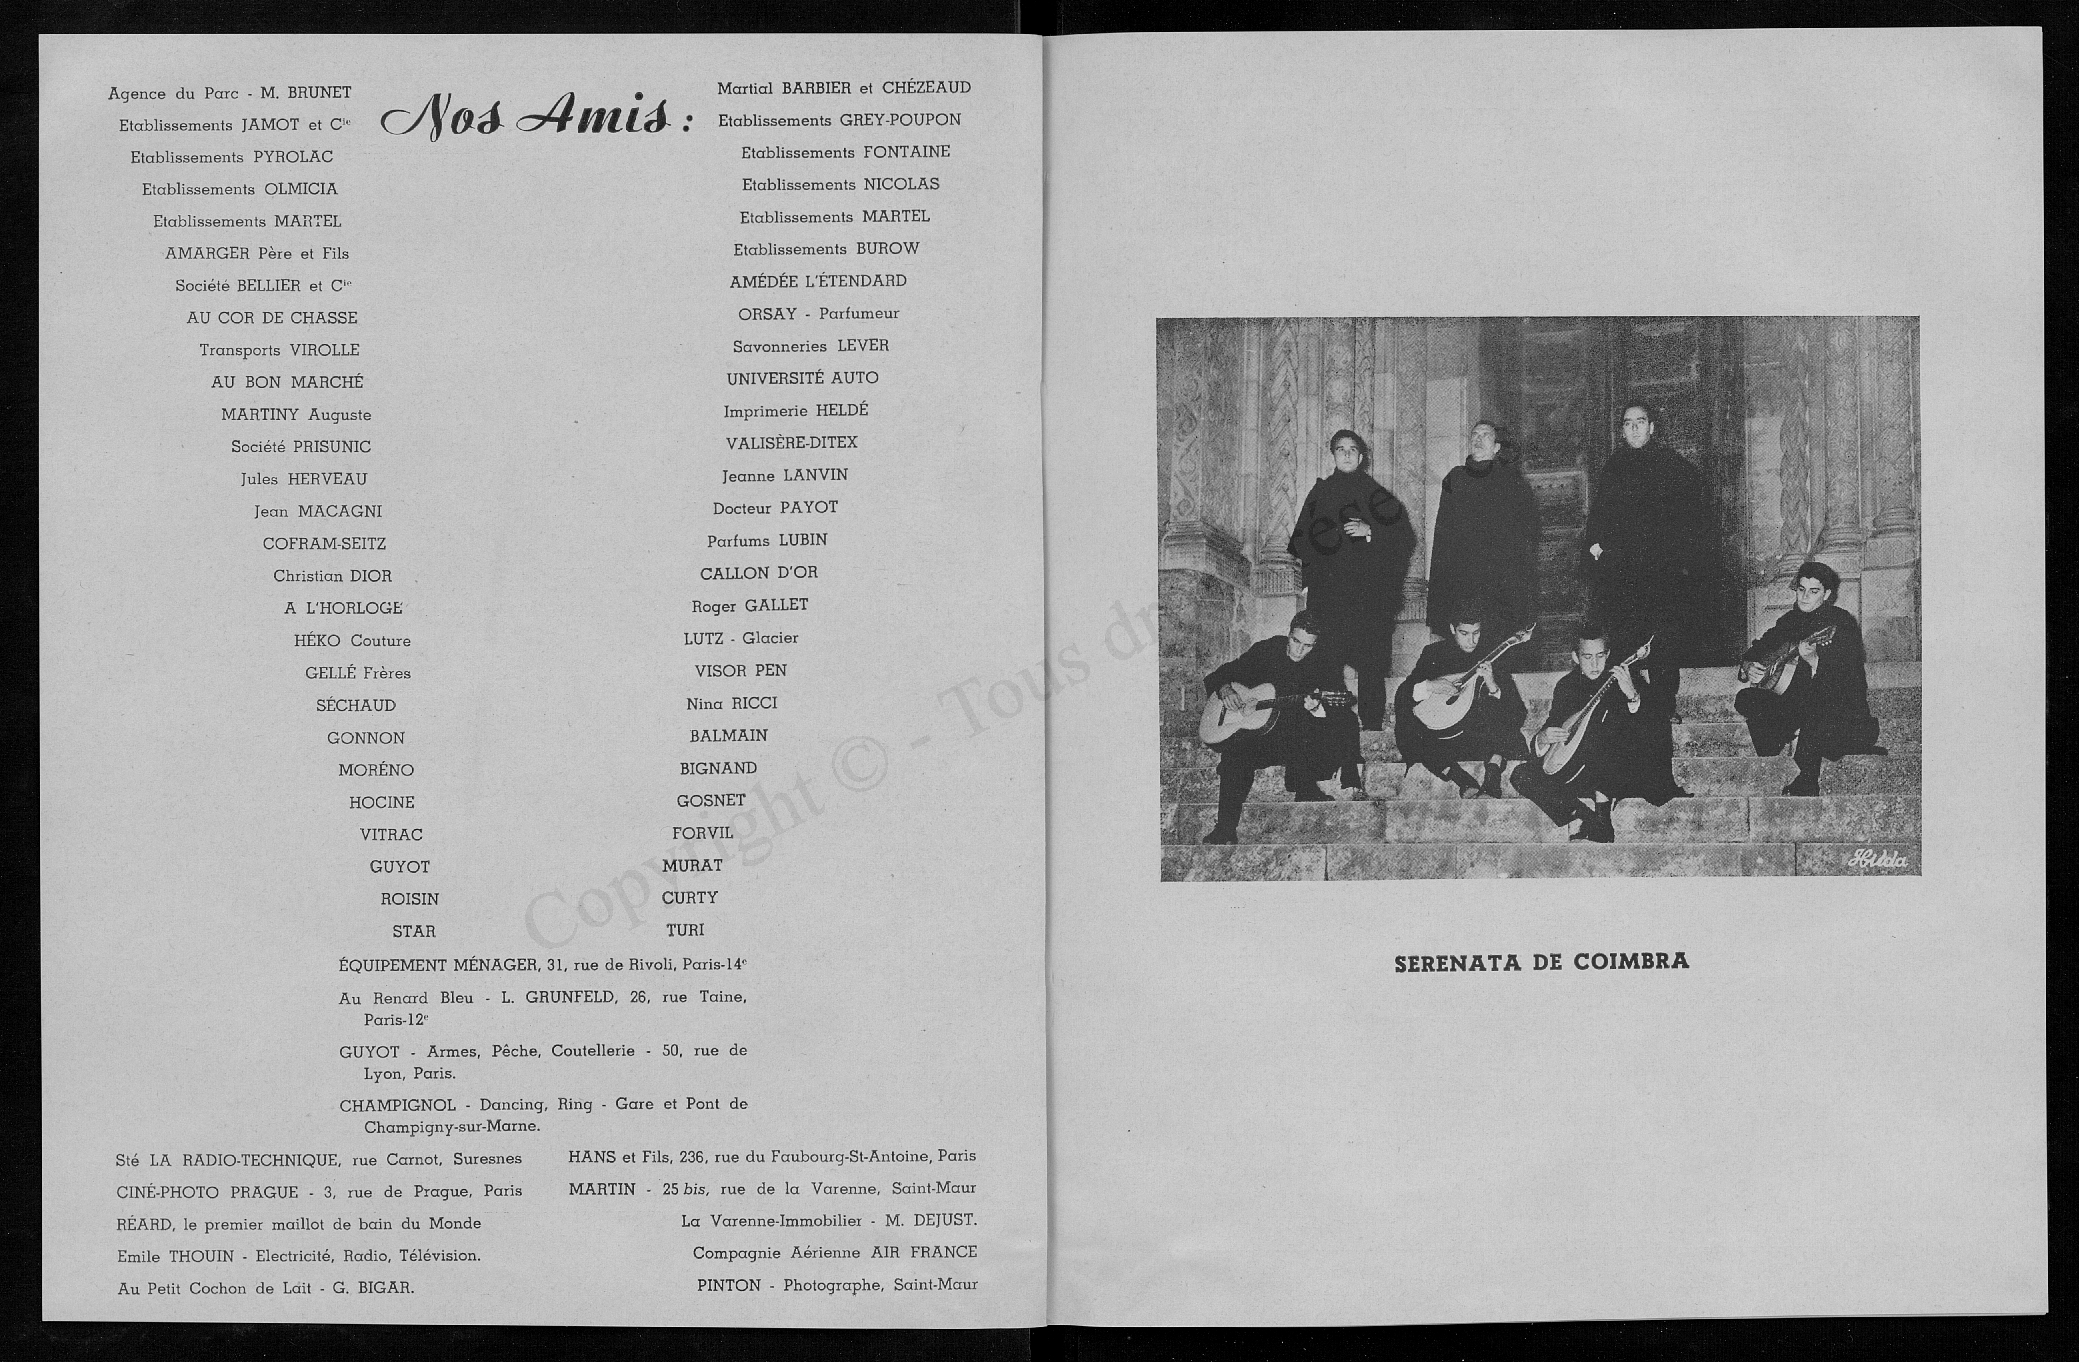 Nos Amis :
Agence du Parc - M. BRUNET
Etablissements JAMOT et Cie
Etablissements PYROLAC
Etablissements OLMICIA
Etablissements MARTEL
AMARGER Père et Fils
Société BELLIER et Cie
AU COR DE CHASSE
Transports VIROLLE
AU BON MARCHÉ
MARTINY Auguste
Société PRISUNIC
Jules HERVEAU
Jean MACAGNI
COFRAM-SEITZ
Christian DIOR
A L'HORLOGE
HÉKO Couture
GELLÉ Frères
SÉCHAUD
GONNON
MORÉNO
HOCINE
VITRAC
GUYOT
ROISIN
STAR
Martial BARBIER et CHÉZEAUD
Etablissements GREY-POUPON
Etablissements FONTAINE
Etablissements NICOLAS
Etablissements MARTEL
Etablissements BUROW
AMÉDÉE L'ÉTENDARD
ORSAY - Parfumeur
Savonneries LEVER
UNIVERSITÉ AUTO
Imprimerie HELDÉ
VALISÈRE-DITEX
Jeanne LANVIN
Docteur PAYOT
Parfums LUBIN
CALLON D'OR
Roger GALLET
LUTZ - Glacier
VISOR PEN
Nina RICCI
BALMAIN
BIGNAND
GOSNET
FORVIL
MURAT
CURTY
TURI
ÉQUIPEMENT MÉNAGER, 31, rue de Rivoli, Paris-14e
Au Renard Bleu - L. GRUNFELD, 26, rue Taine,
Paris-12e
GUYOT - Armes, Pêche, Coutellerie - 50, rue de
Lyon, Paris.
CHAMPIGNOL - Dancing, Ring - Gare et Pont de
Champigny-sur-Marne.
Sté LA RADIO-TECHNIQUE, rue Carnot, Suresnes
CINÉ-PHOTO PRAGUE - 3, rue de Prague, Paris
RÉARD, le premier maillot de bain du Monde
Emile THOUIN - Electricité, Radio, Télévision.
Au Petit Cochon de Lait - G. BIGAR.
HANS et Fils, 236, rue du Faubourg-St-Antoine, Paris
MARTIN - 25 bis, rue de la Varenne, Saint-Maur
La Varenne-Immobilier - M. DEJUST.
Compagnie Aérienne AIR FRANCE
PINTON - Photographe, Saint-Maur
Hilda
SERENATA DE COIMBRA
Copyright © - Tous